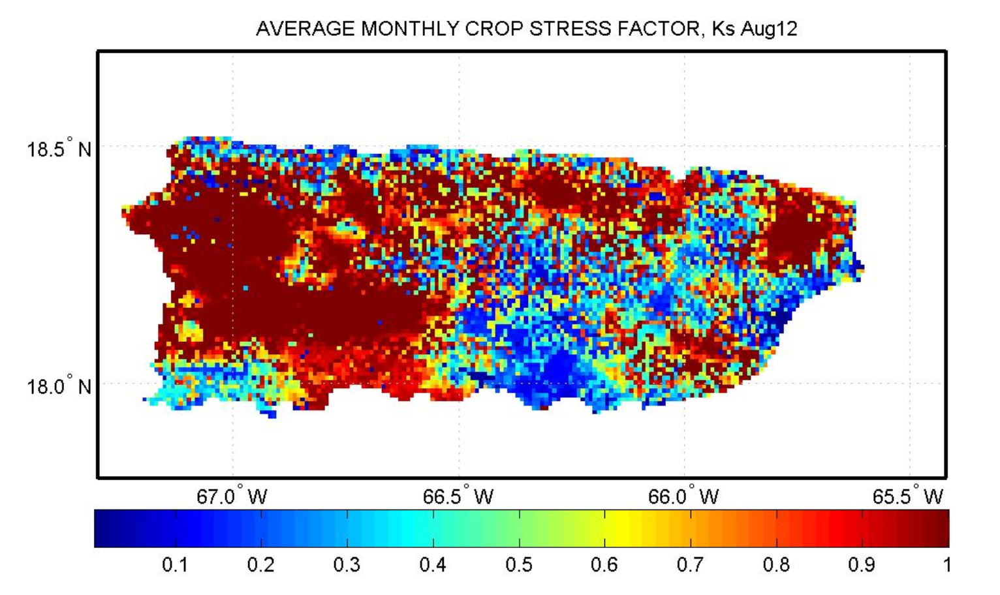 AVERAGE MONTHLY CROP STRESS FACTOR, Ks Aug12
18.5° N
18.0° N
67.0° W 66.5° W 66.0° W 65.5° W
0.1 0.2 0.3 0.4 0.5 0.6 0.7 0.8 0.9 1